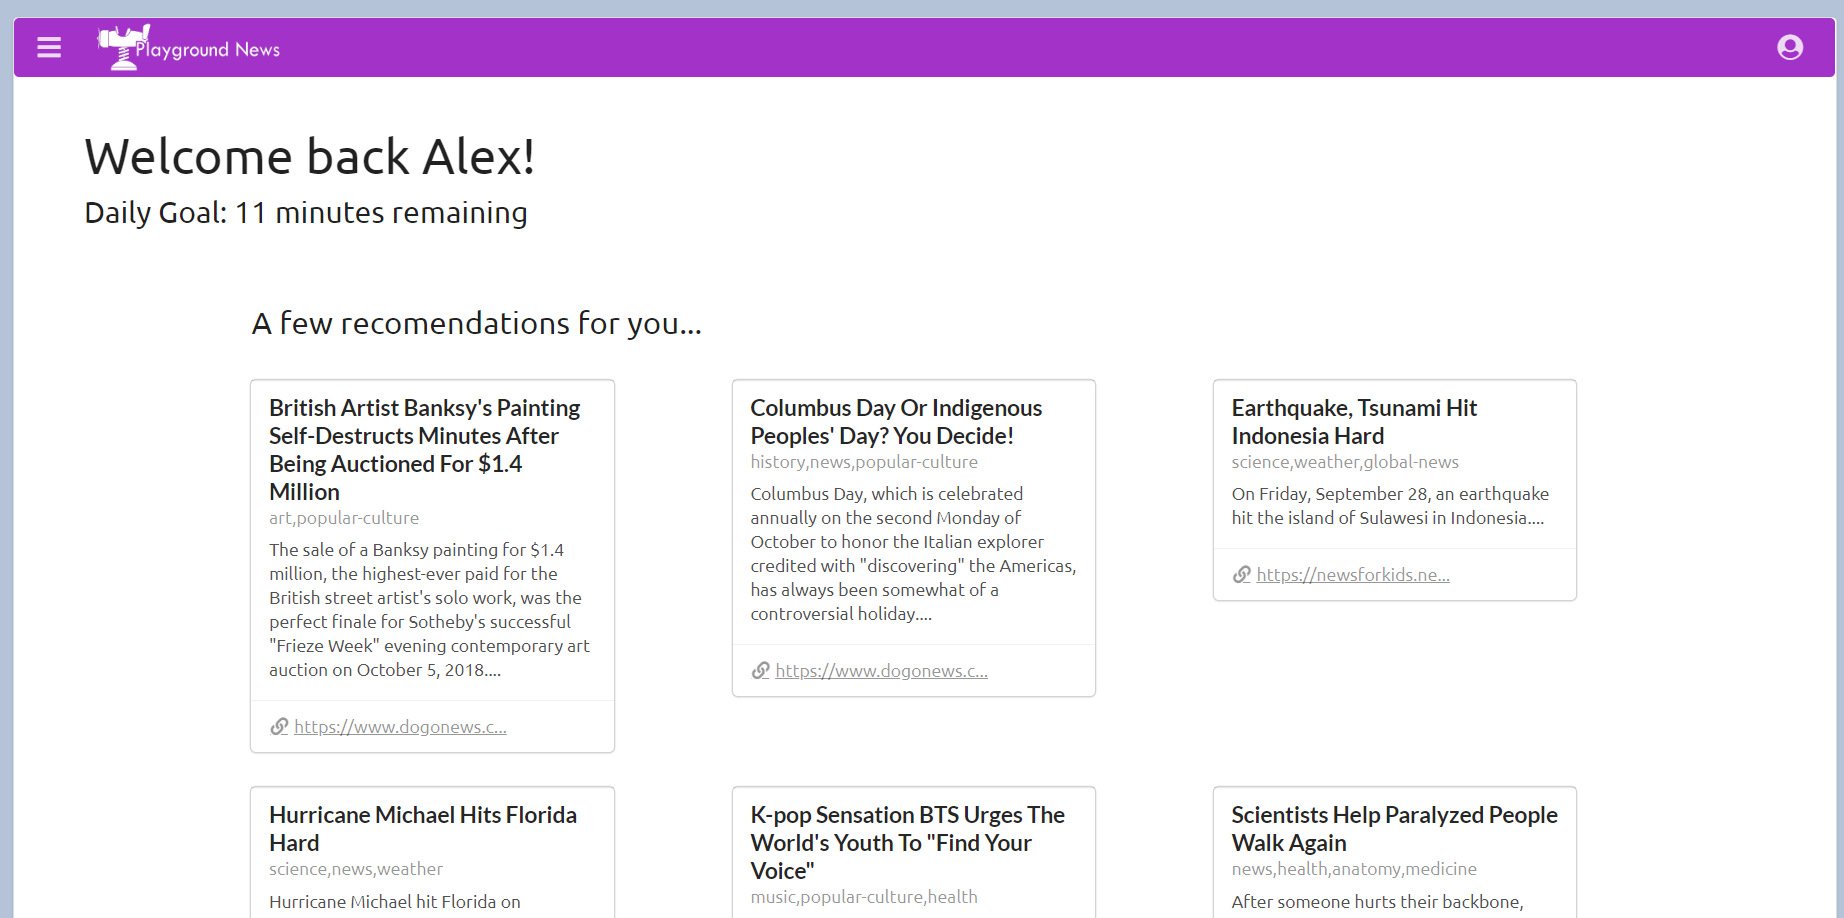 Playground News
Welcome back Alex!
Daily Goal: 11 minutes remaining
A few recomendations for you...
British Artist Banksy's Painting
Self-Destructs Minutes After
Being Auctioned For $1.4
Million
art,popular-culture
The sale of a Banksy painting for $1.4
million, the highest-ever paid for the
British street artist's solo work, was the
perfect finale for Sotheby's successful
"Frieze Week" evening contemporary art
auction on October 5, 2018....
https://www.dogonews.c...
Columbus Day Or Indigenous
Peoples' Day? You Decide!
history,news,popular-culture
Columbus Day, which is celebrated
annually on the second Monday of
October to honor the Italian explorer
credited with "discovering" the Americas,
has always been somewhat of a
controversial holiday....
https://www.dogonews.c...
Earthquake, Tsunami Hit
Indonesia Hard
science,weather,global-news
On Friday, September 28, an earthquake
hit the island of Sulawesi in Indonesia....
https://newsforkids.ne...
Hurricane Michael Hits Florida
Hard
science,news,weather
Hurricane Michael hit Florida on
K-pop Sensation BTS Urges The
World's Youth To "Find Your
Voice"
music,popular-culture,health
Scientists Help Paralyzed People
Walk Again
news,health,anatomy,medicine
After someone hurts their backbone,